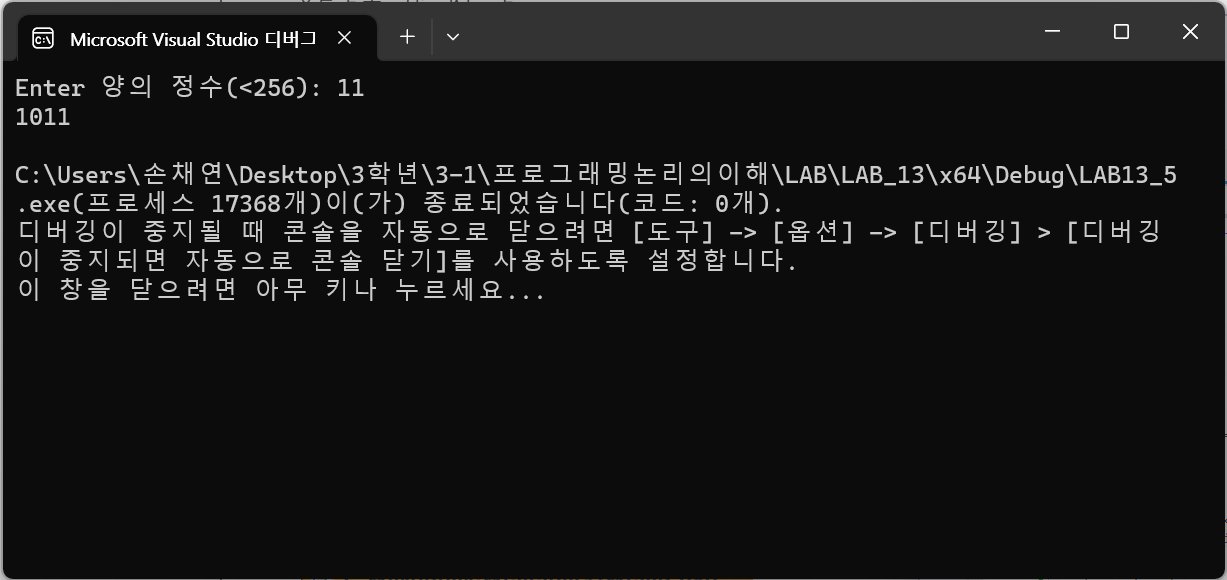 Microsoft Visual Studio 디버그
Enter 양의 정수(<256): 11
1011
C:\Users\손채연\Desktop\3학년\3-1\프로그래밍논리의이해\LAB\LAB_13\x64\Debug\LAB13_5
.exe(프로세스 17368개)이(가) 종료되었습니다(코드: 0개).
디버깅이 중지될 때 콘솔을 자동으로 닫으려면 [도구] -> [옵션] -> [디버깅] > [디버깅
이 중지되면 자동으로 콘솔 닫기]를 사용하도록 설정합니다.
이 창을 닫으려면 아무 키나 누르세요...